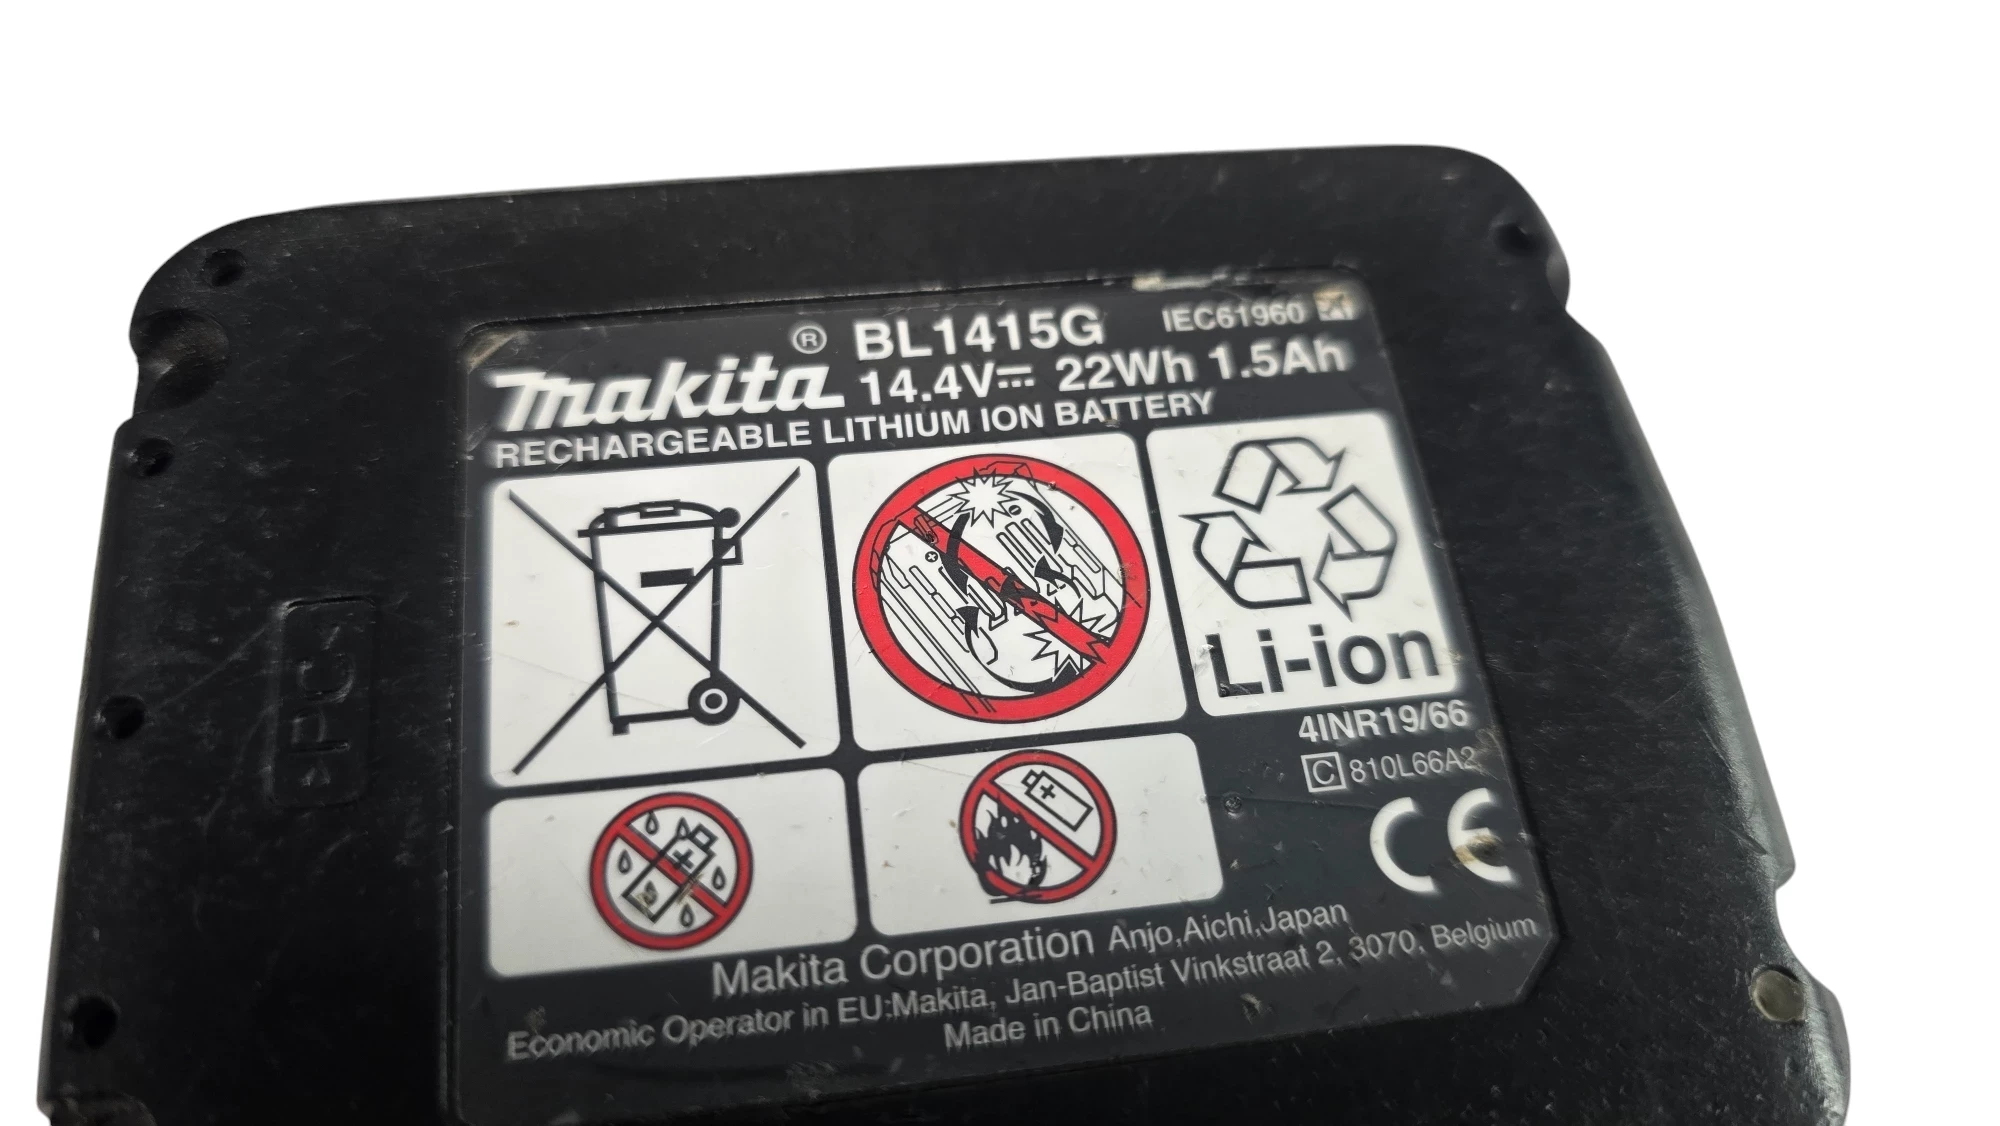 makita® BL1415G IEC61960
14.4V 22Wh 1.5Ah
RECHARGEABLE LITHIUM ION BATTERY
Li-ion
4INR19/66
C 810L66A2
CE
Makita Corporation Anjo,Aichi,Japan
Economic Operator in EU:Makita, Jan-Baptist Vinkstraat 2, 3070, Belgium
Made in China
>PC<